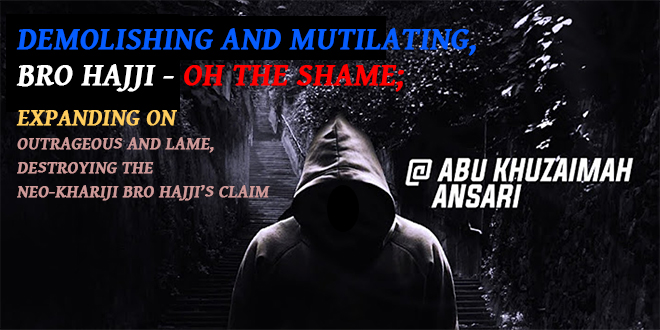 DEMOLISHING AND MUTILATING,
BRO HAJJI - OH THE SHAME;
EXPANDING ON
OUTRAGEOUS AND LAME,
DESTROYING THE
NEO-KHARIJI BRO HAJJI'S CLAIM
@ ABU KHUZAIMAH
ANSARI